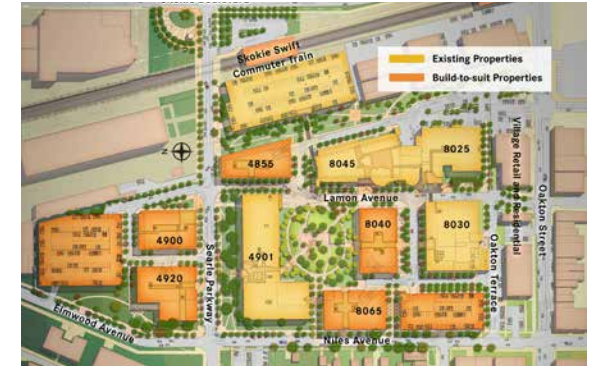 Skokie Swift
Commuter Train
Existing Properties
Build-to-suit Properties
N
4855
8045
8025
Village Retail and Residential
Oakton Street
Lamon Avenue
4900
Searle Parkway
4901
8040
8030
Oakton Terrace
4920
Elmwood Avenue
8065
Niles Avenue